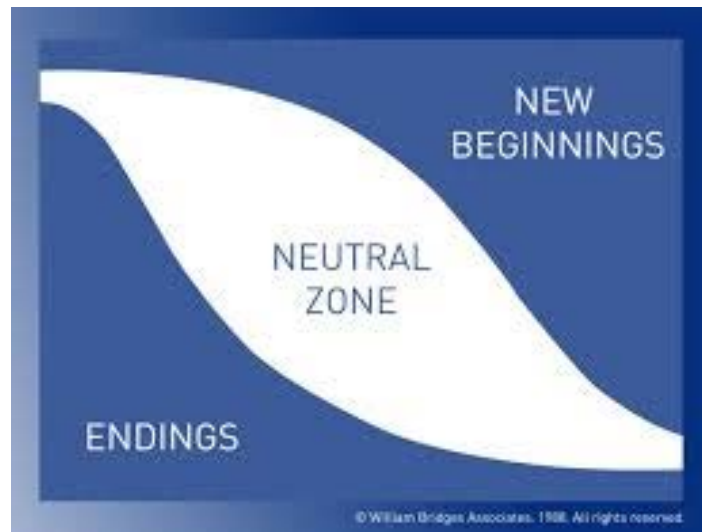 NEW
BEGINNINGS
NEUTRAL
ZONE
ENDINGS
© William Bridges Associates. 1988. All rights reserved.